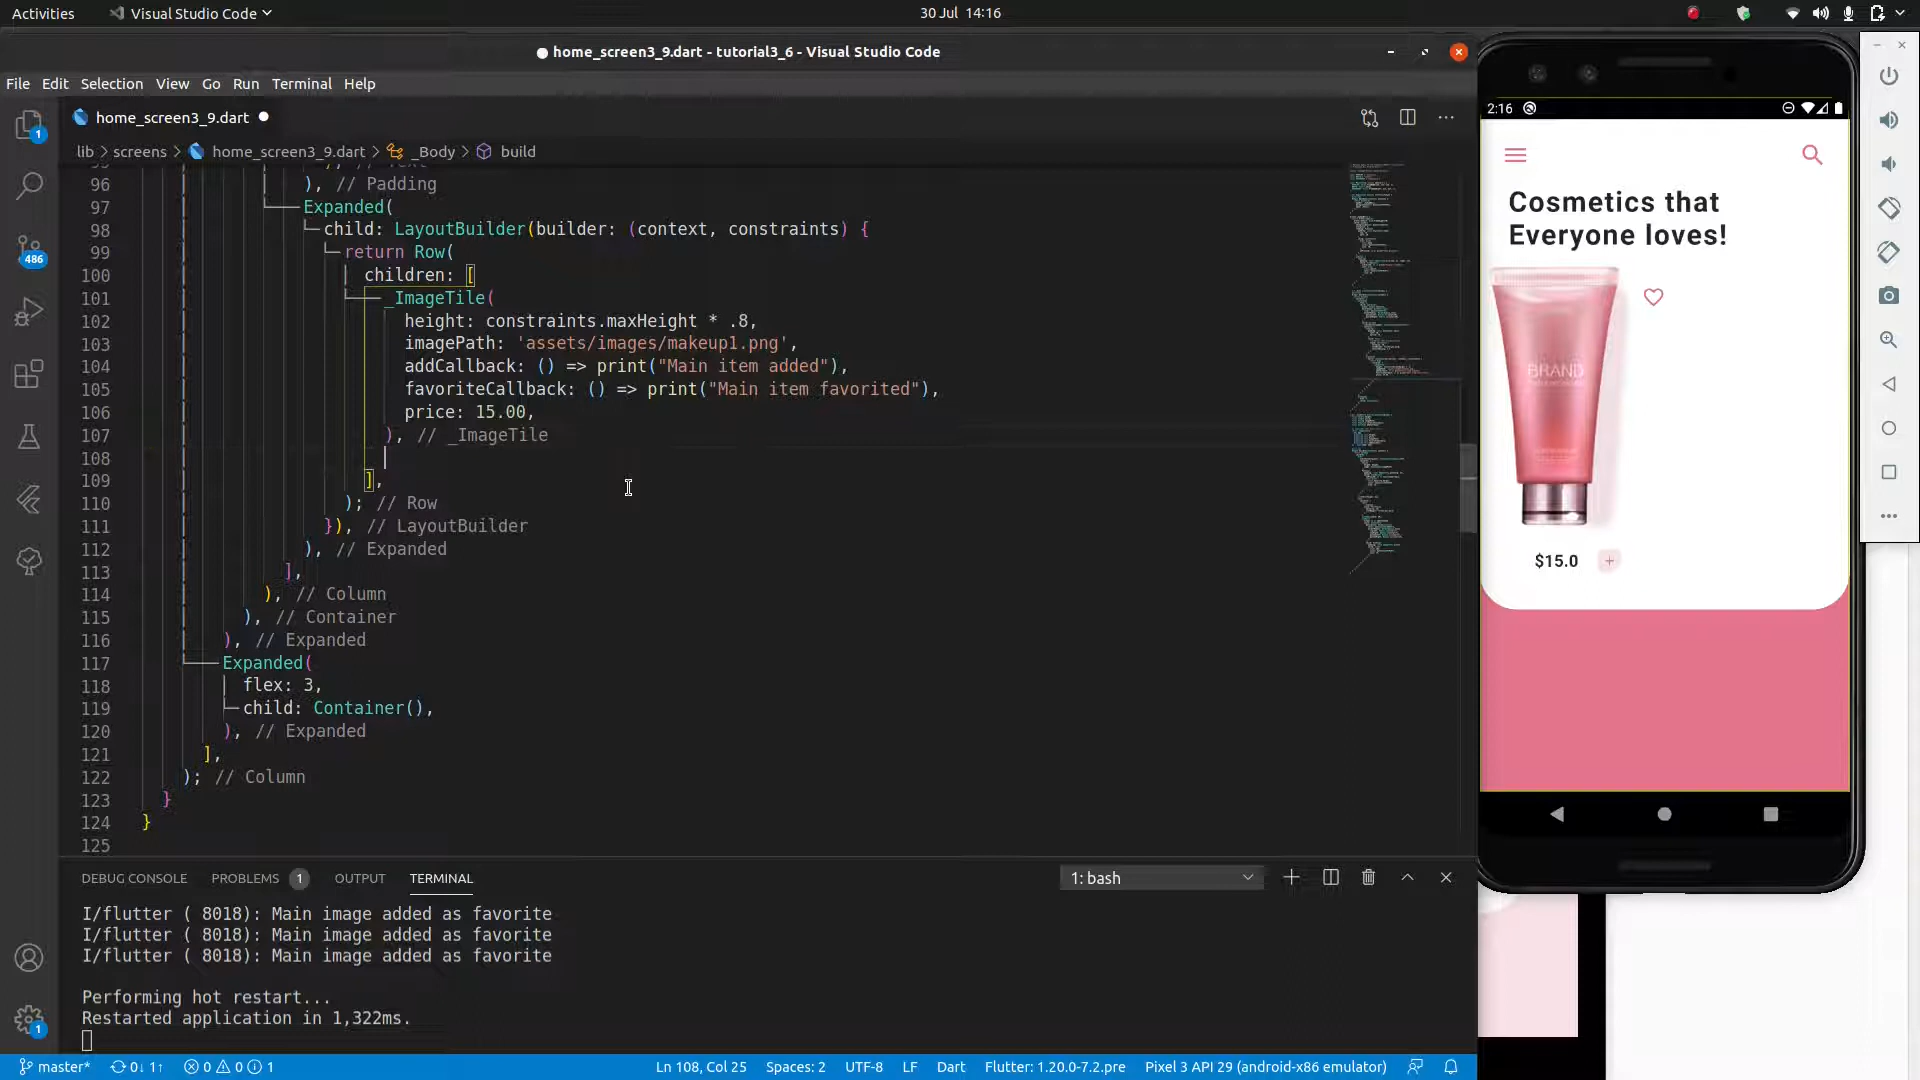 Activities
Visual Studio Code
30 Jul 14:16
home_screen3_9.dart - tutorial3_6 - Visual Studio Code
File Edit Selection View Go Run Terminal Help
home_screen3_9.dart
lib > screens > home_screen3_9.dart > _Body > build
96 ), // Padding
97 Expanded(
98 child: LayoutBuilder(builder: (context, constraints) {
99 return Row(
100 children: [
101 _ImageTile(
102 height: constraints.maxHeight * .8,
103 imagePath: 'assets/images/makeup1.png',
104 addCallback: () => print("Main item added"),
105 favoriteCallback: () => print("Main item favorited"),
106 price: 15.00,
107 ), // _ImageTile
108
109 ],
110 ); // Row
111 }), // LayoutBuilder
112 ), // Expanded
113 ],
114 ), // Column
115 ), // Container
116 ), // Expanded
117 Expanded(
118 flex: 3,
119 child: Container(),
120 ), // Expanded
121 ],
122 ); // Column
123 }
124 }
125
1
486
1
DEBUG CONSOLE PROBLEMS 1 OUTPUT TERMINAL
1: bash
I/flutter ( 8018): Main image added as favorite
I/flutter ( 8018): Main image added as favorite
I/flutter ( 8018): Main image added as favorite
Performing hot restart...
Restarted application in 1,322ms.
master* 0↓ 1↑ 0 0 1
Ln 108, Col 25 Spaces: 2 UTF-8 LF Dart Flutter: 1.20.0-7.2.pre Pixel 3 API 29 (android-x86 emulator)
2:16
Cosmetics that
Everyone loves!
BRAND
$15.0
+